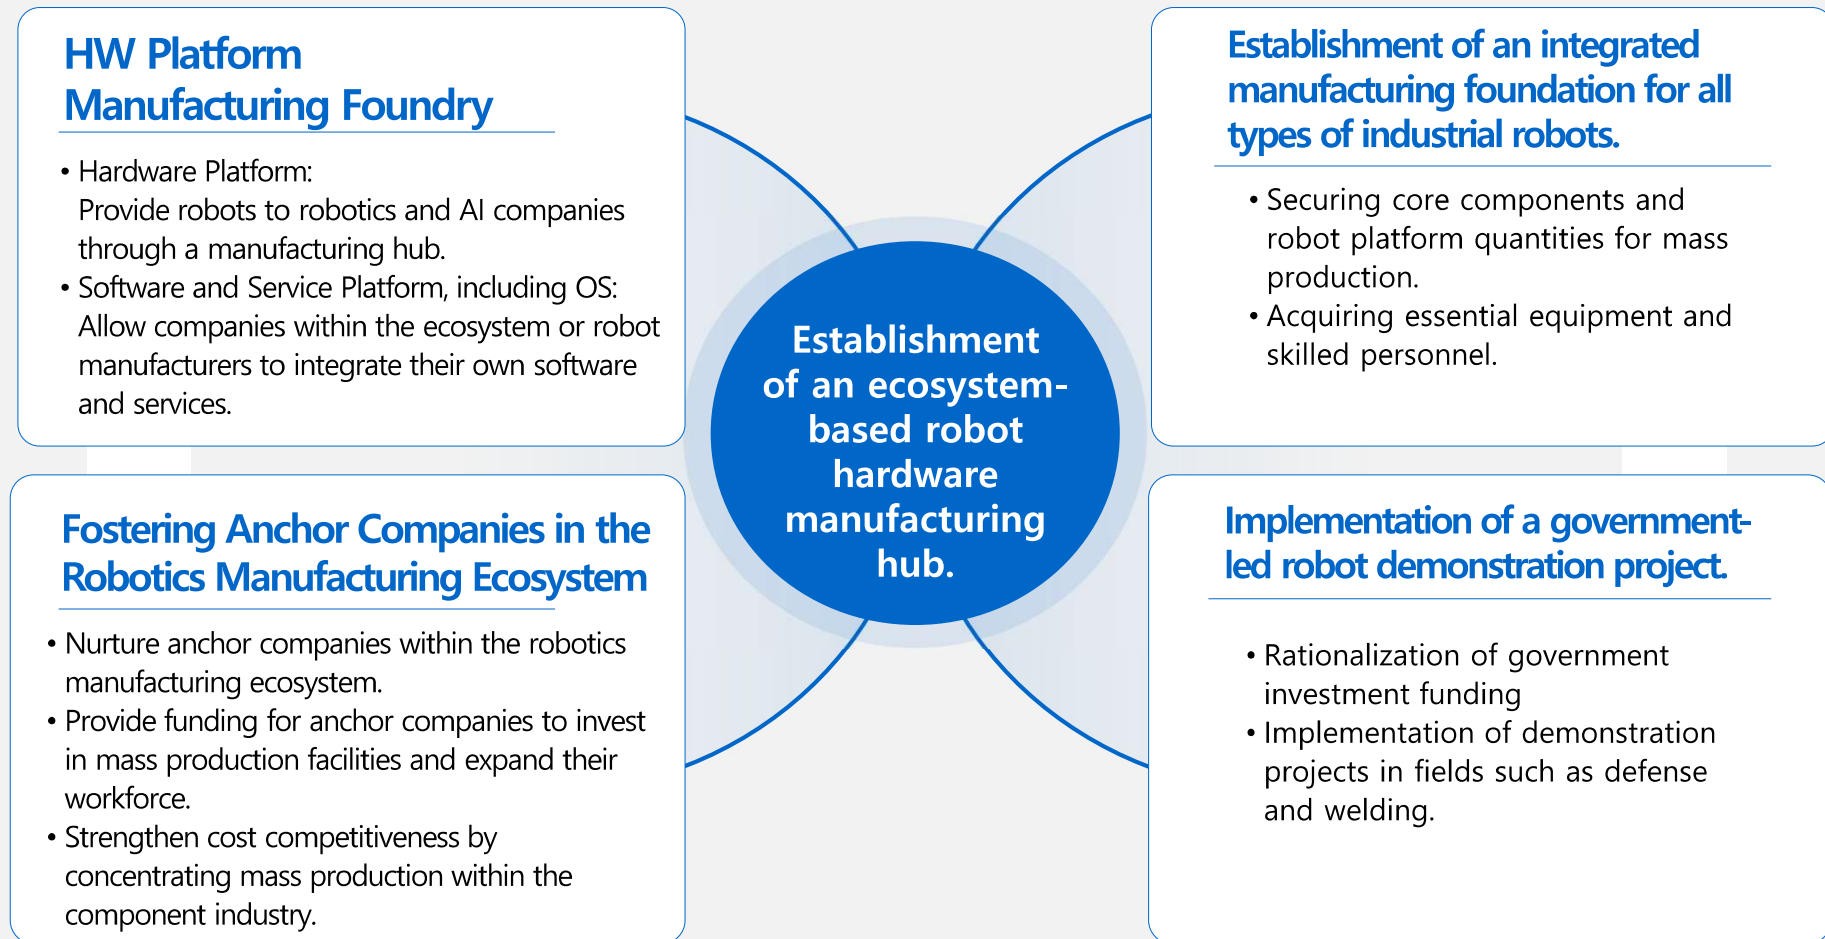 HW Platform
Manufacturing Foundry
• Hardware Platform:
Provide robots to robotics and AI companies
through a manufacturing hub.
• Software and Service Platform, including OS:
Allow companies within the ecosystem or robot
manufacturers to integrate their own software
and services.
Establishment of an integrated
manufacturing foundation for all
types of industrial robots.
• Securing core components and
robot platform quantities for mass
production.
• Acquiring essential equipment and
skilled personnel.
Establishment
of an ecosystem-
based robot
hardware
manufacturing
hub.
Fostering Anchor Companies in the
Robotics Manufacturing Ecosystem
• Nurture anchor companies within the robotics
manufacturing ecosystem.
• Provide funding for anchor companies to invest
in mass production facilities and expand their
workforce.
• Strengthen cost competitiveness by
concentrating mass production within the
component industry.
Implementation of a government-
led robot demonstration project.
• Rationalization of government
investment funding
• Implementation of demonstration
projects in fields such as defense
and welding.